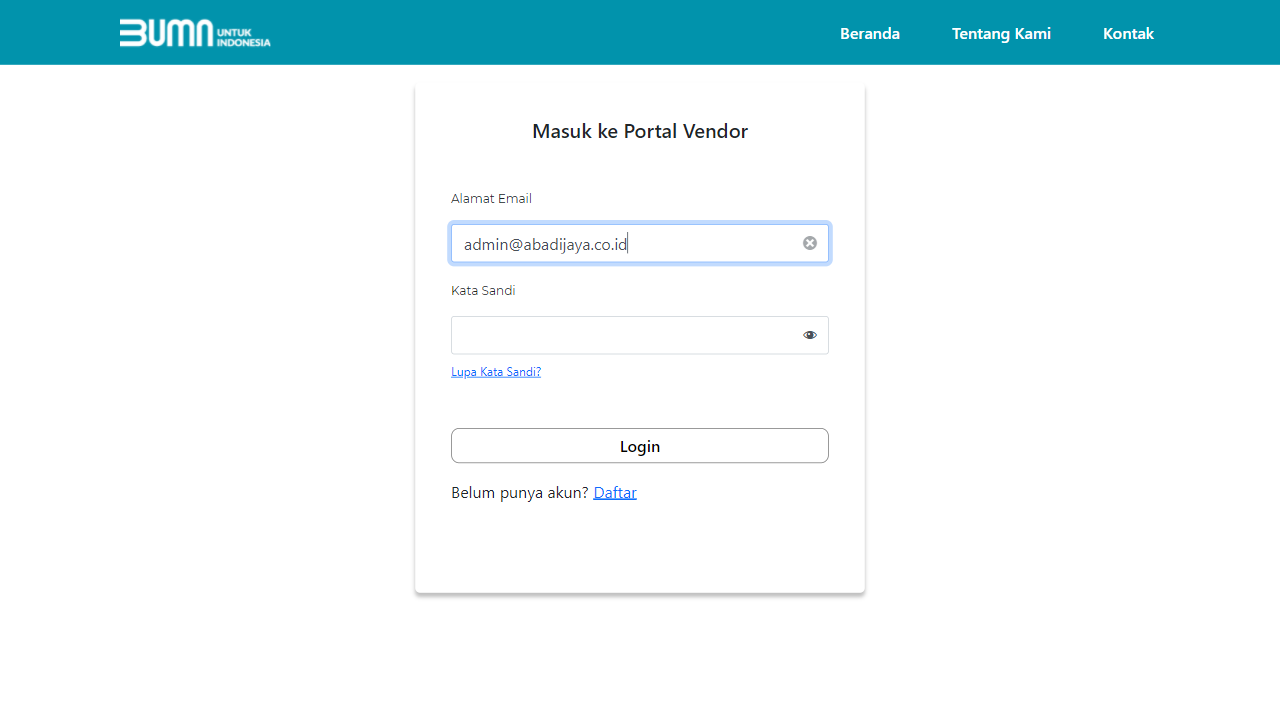 BUMN UNTUK INDONESIA
Beranda
Tentang Kami
Kontak
Masuk ke Portal Vendor
Alamat Email
admin@abadijaya.co.id
Kata Sandi
Lupa Kata Sandi?
Login
Belum punya akun? Daftar